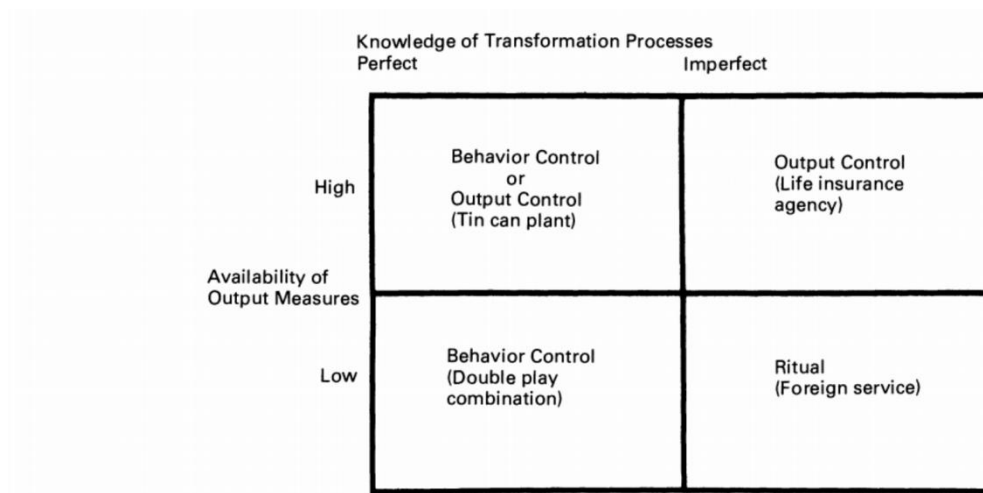 Knowledge of Transformation Processes
Perfect Imperfect
High
Behavior Control
or
Output Control
(Tin can plant)
Output Control
(Life insurance
agency)
Availability of
Output Measures
Low
Behavior Control
(Double play
combination)
Ritual
(Foreign service)